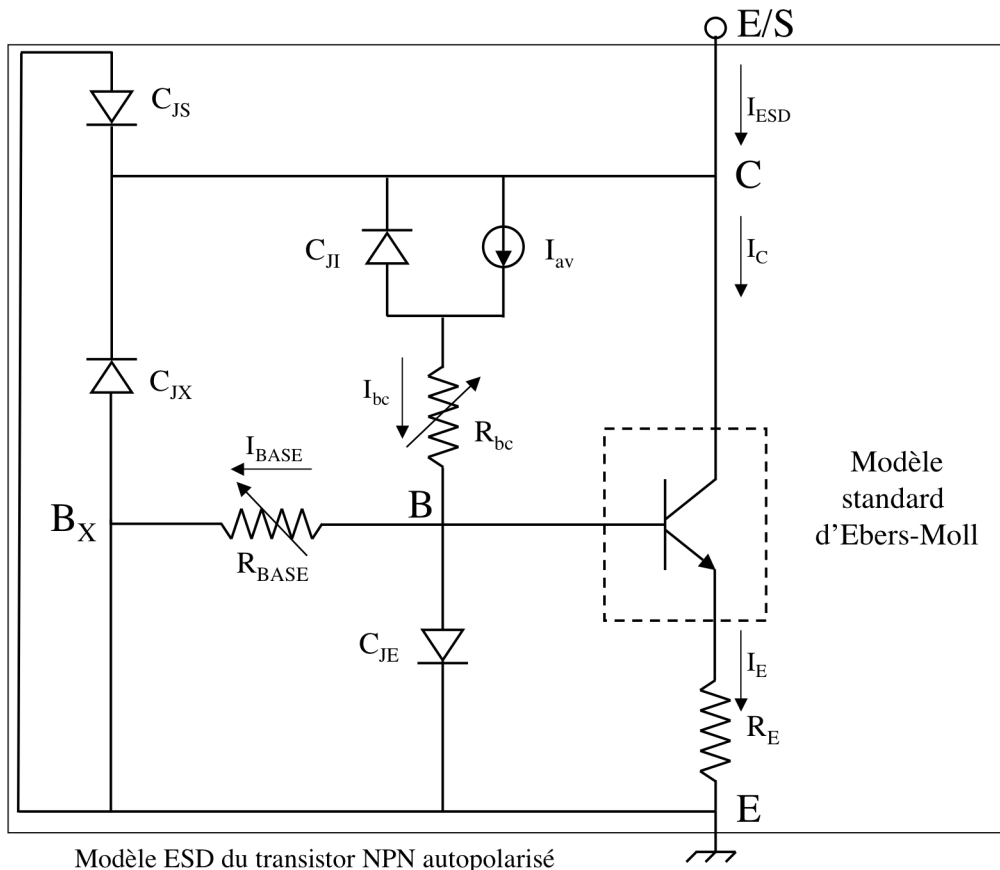 E/S
C_JS
I_ESD
C
I_C
C_JI
I_av
C_JX
I_bc
R_bc
I_BASE
B_X
B
R_BASE
Modèle
standard
d'Ebers-Moll
C_JE
I_E
R_E
E
Modèle ESD du transistor NPN autopolarisé